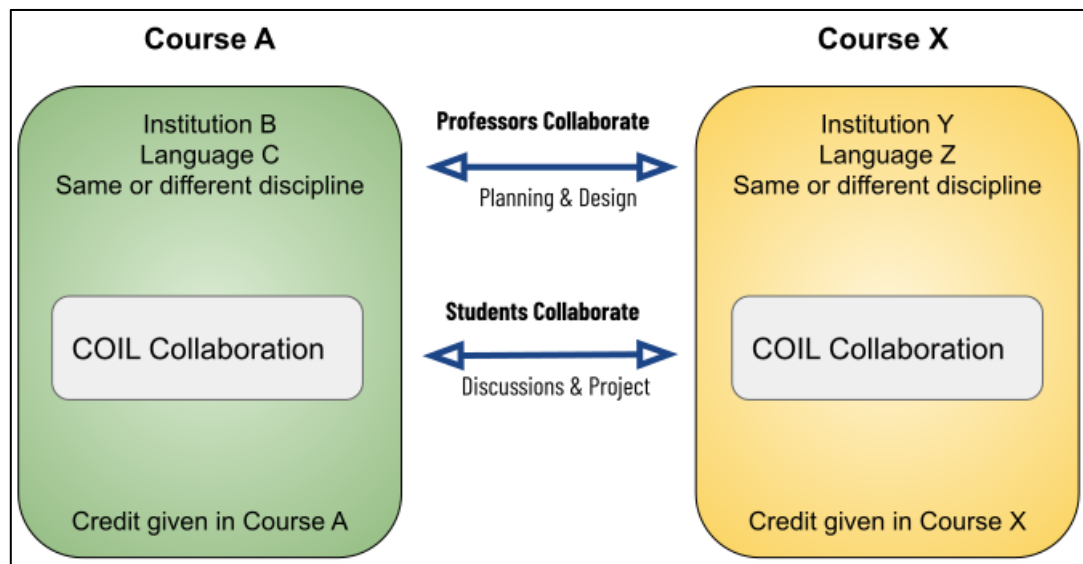 Course A
Institution B
Language C
Same or different discipline
COIL Collaboration
Credit given in Course A
Professors Collaborate
Planning & Design
Students Collaborate
Discussions & Project
Course X
Institution Y
Language Z
Same or different discipline
COIL Collaboration
Credit given in Course X